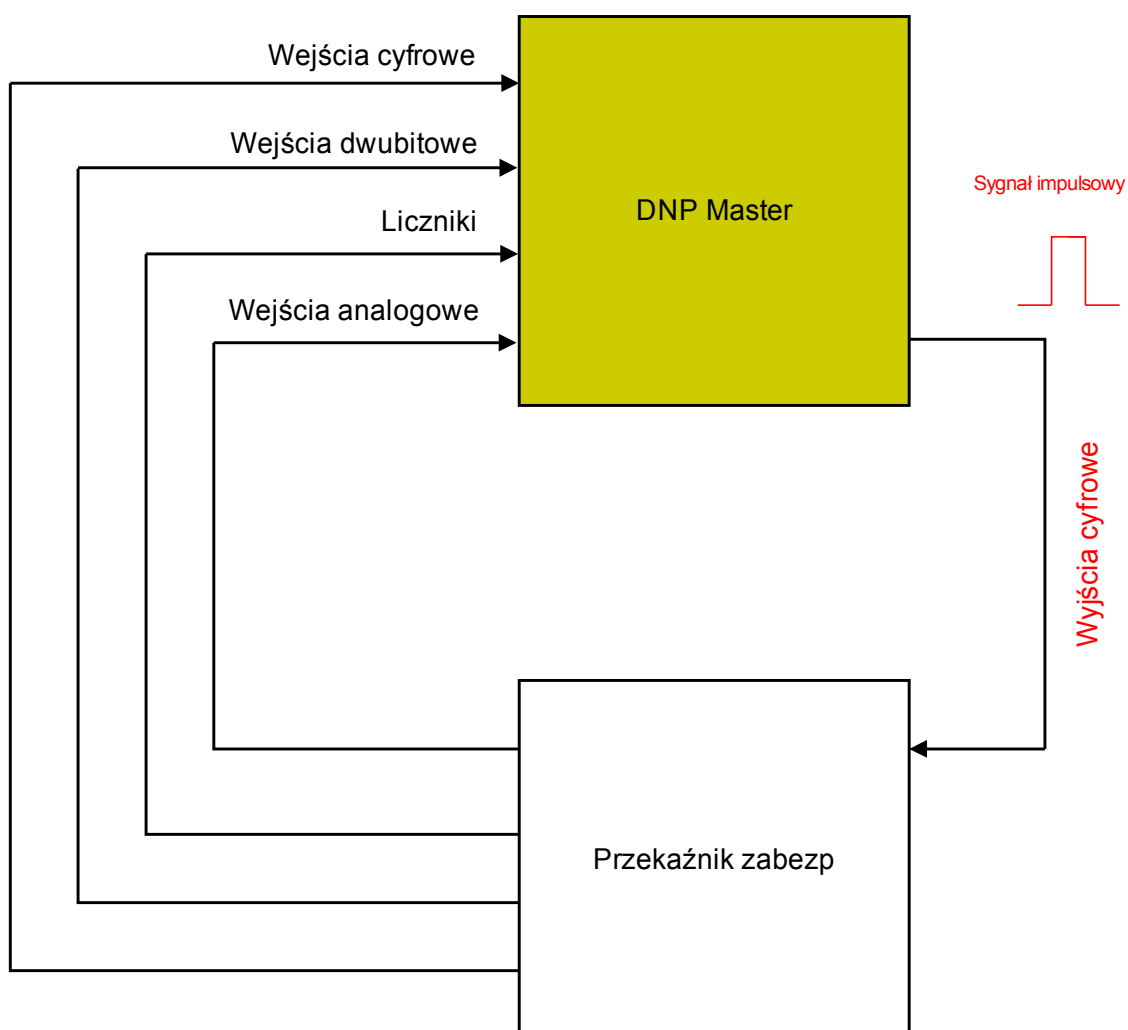 Wejścia cyfrowe
Wejścia dwubitowe
Liczniki
Wejścia analogowe
DNP Master
Sygnał impulsowy
Wyjścia cyfrowe
Przekaźnik zabezp